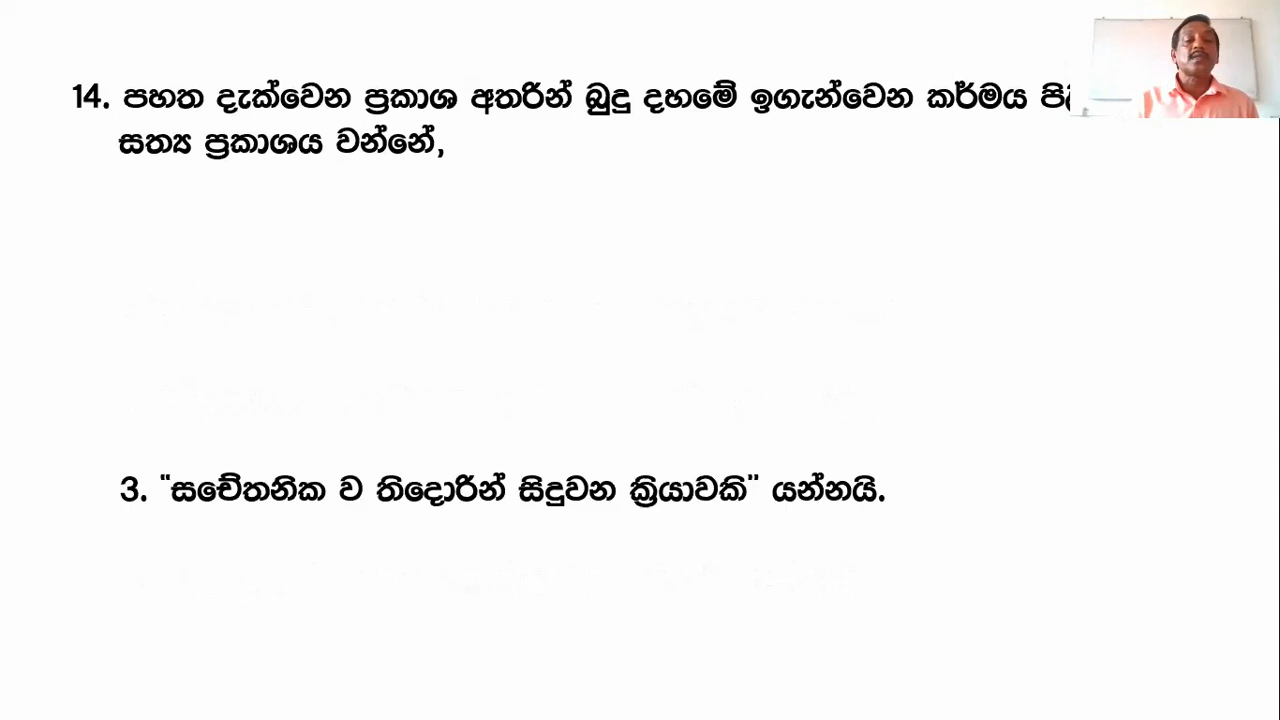 14. පහත දැක්වෙන ප්‍රකාශ අතරින් බුදු දහමේ ඉගැන්වෙන කර්මය
සත්‍ය ප්‍රකාශය වන්නේ,
3. "සචේතනික ව තිදොරින් සිදුවන ක්‍රියාවකි" යන්නයි.